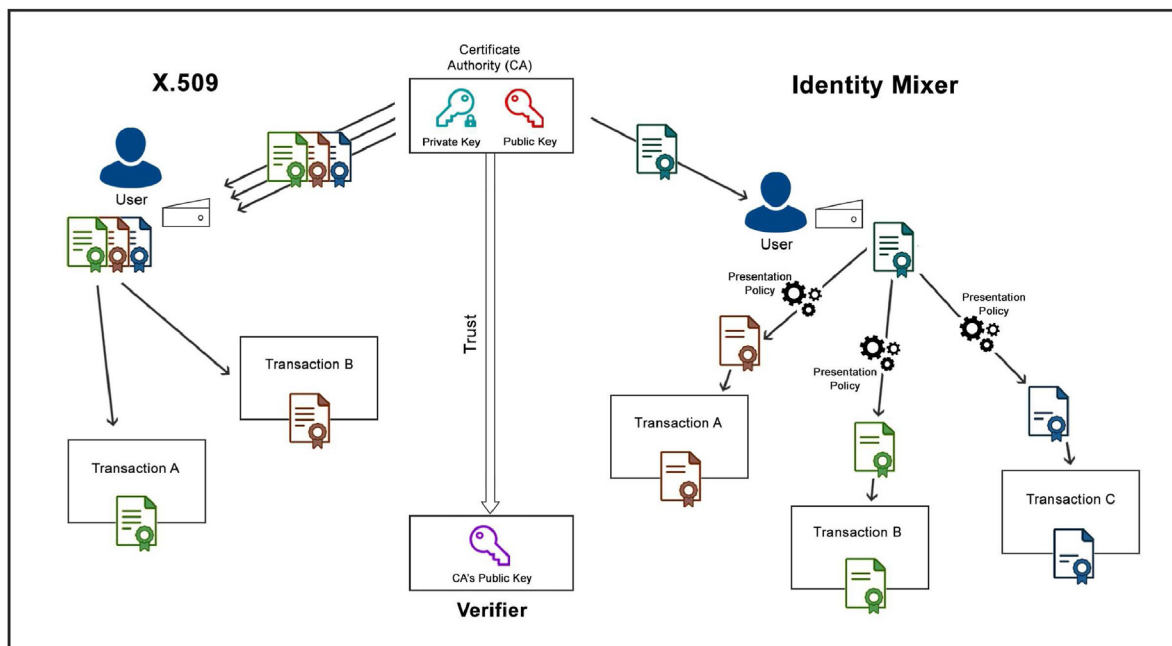 Certificate
Authority (CA)
X.509
Identity Mixer
Private Key
Public Key
User
User
Presentation
Policy
Presentation
Policy
Trust
Transaction B
Presentation
Policy
Transaction A
Transaction A
Transaction C
Transaction B
CA's Public Key
Verifier